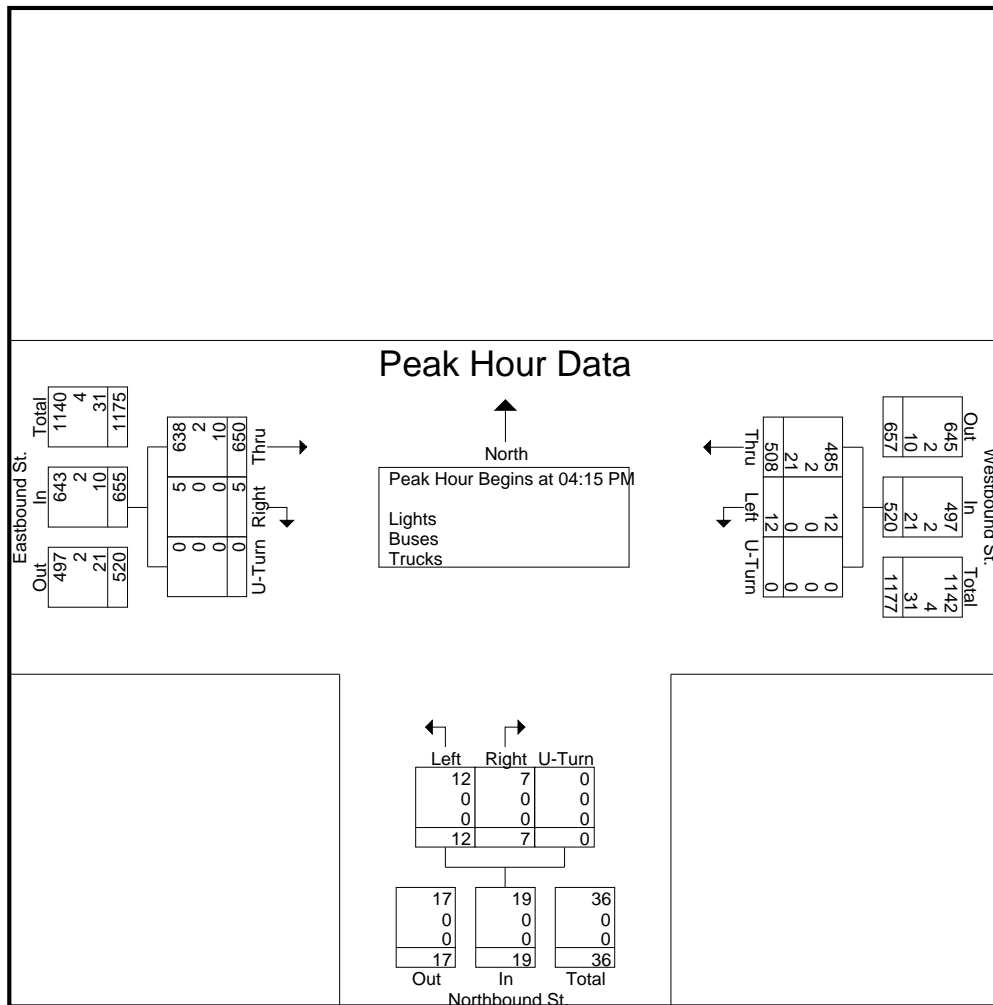 Peak Hour Data
North
Peak Hour Begins at 04:15 PM
Lights
Buses
Trucks
Eastbound St.
Out In Total
497 643 1140
2 2 4
21 10 31
520 655 1175
U-Turn Right Thru
0 5 638
0 0 2
0 0 10
0 5 650
Westbound St.
Out In Total
645 497 1142
2 2 4
10 21 31
657 520 1177
Thru Left U-Turn
485 12 0
2 0 0
21 0 0
508 12 0
Left Right U-Turn
12 7 0
0 0 0
0 0 0
12 7 0
17 19 36
0 0 0
0 0 0
17 19 36
Out In Total
Northbound St.